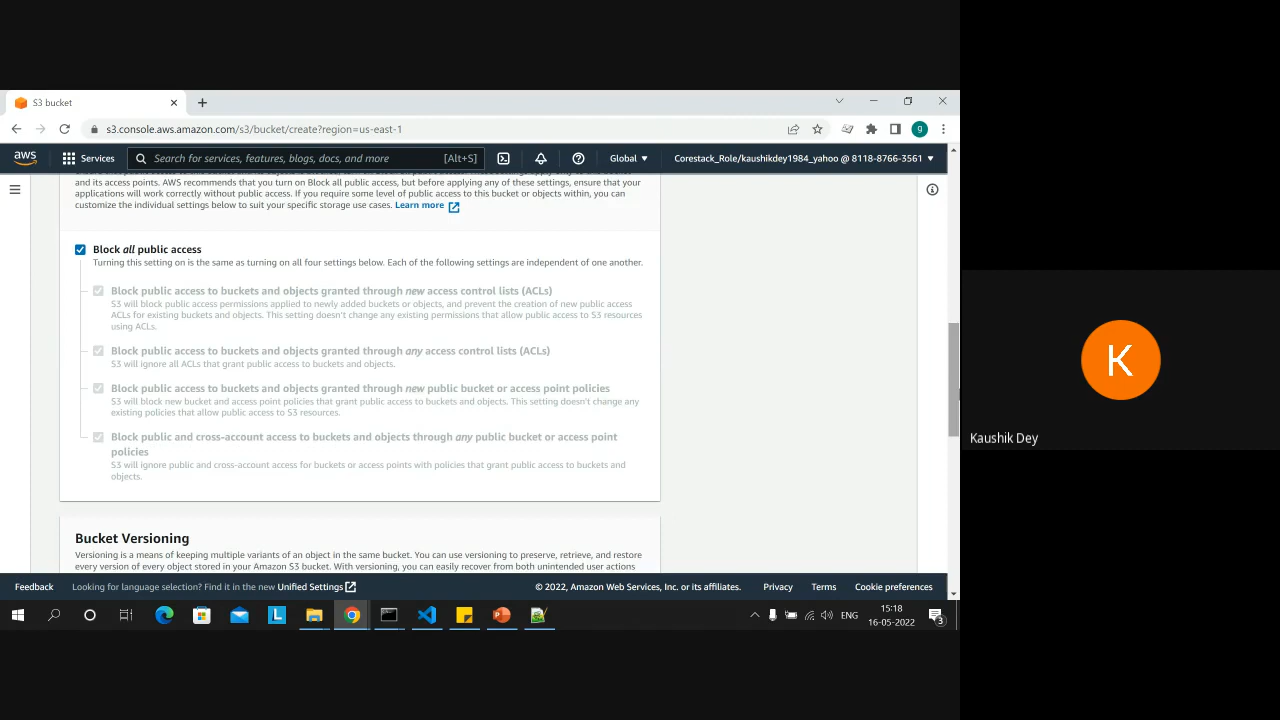 S3 bucket
s3.console.aws.amazon.com/s3/bucket/create?region=us-east-1
g
aws
Services
Search for services, features, blogs, docs, and more
[Alt+S]
Global
Corestack_Role/kaushikdey1984_yahoo @ 8118-8766-3561
and its access points. AWS recommends that you turn on Block all public access, but before applying any of these settings, ensure that your
applications will work correctly without public access. If you require some level of public access to this bucket or objects within, you can
customize the individual settings below to suit your specific storage use cases. Learn more
Block all public access
Turning this setting on is the same as turning on all four settings below. Each of the following settings are independent of one another.
Block public access to buckets and objects granted through new access control lists (ACLs)
S3 will block public access permissions applied to newly added buckets or objects, and prevent the creation of new public access
ACLs for existing buckets and objects. This setting doesn't change any existing permissions that allow public access to S3 resources
using ACLs.
Block public access to buckets and objects granted through any access control lists (ACLs)
S3 will ignore all ACLs that grant public access to buckets and objects.
Block public access to buckets and objects granted through new public bucket or access point policies
S3 will block new bucket and access point policies that grant public access to buckets and objects. This setting doesn't change any
existing policies that allow public access to S3 resources.
Block public and cross-account access to buckets and objects through any public bucket or access point
policies
S3 will ignore public and cross-account access for buckets or access points with policies that grant public access to buckets and
objects.
Bucket Versioning
Versioning is a means of keeping multiple variants of an object in the same bucket. You can use versioning to preserve, retrieve, and restore
every version of every object stored in your Amazon S3 bucket. With versioning, you can easily recover from both unintended user actions
Feedback
Looking for language selection? Find it in the new Unified Settings
© 2022, Amazon Web Services, Inc. or its affiliates.
Privacy
Terms
Cookie preferences
L
ENG
15:18
16-05-2022
3
K
Kaushik Dey